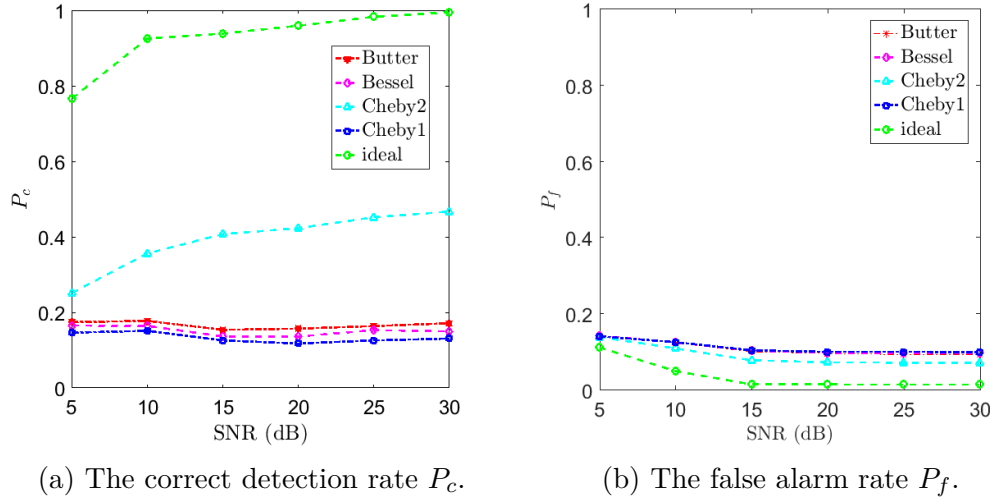 1
0.8
0.6
0.4
0.2
0
P_c
Butter
Bessel
Cheby2
Cheby1
ideal
5 10 15 20 25 30
SNR (dB)
(a) The correct detection rate P_c.
1
0.8
0.6
0.4
0.2
0
P_f
Butter
Bessel
Cheby2
Cheby1
ideal
5 10 15 20 25 30
SNR (dB)
(b) The false alarm rate P_f.